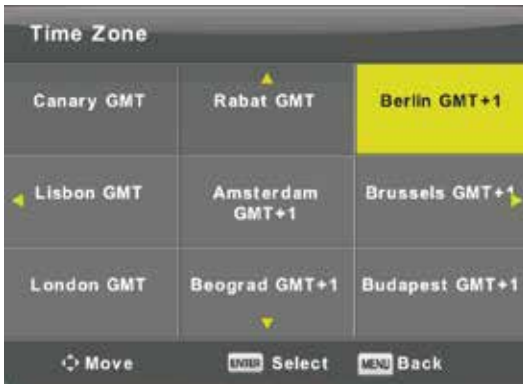 Time Zone
Canary GMT
Rabat GMT
Berlin GMT+1
Lisbon GMT
Amsterdam
GMT+1
Brussels GMT+1
London GMT
Beograd GMT+1
Budapest GMT+1
Move
ENTER Select
MENU Back